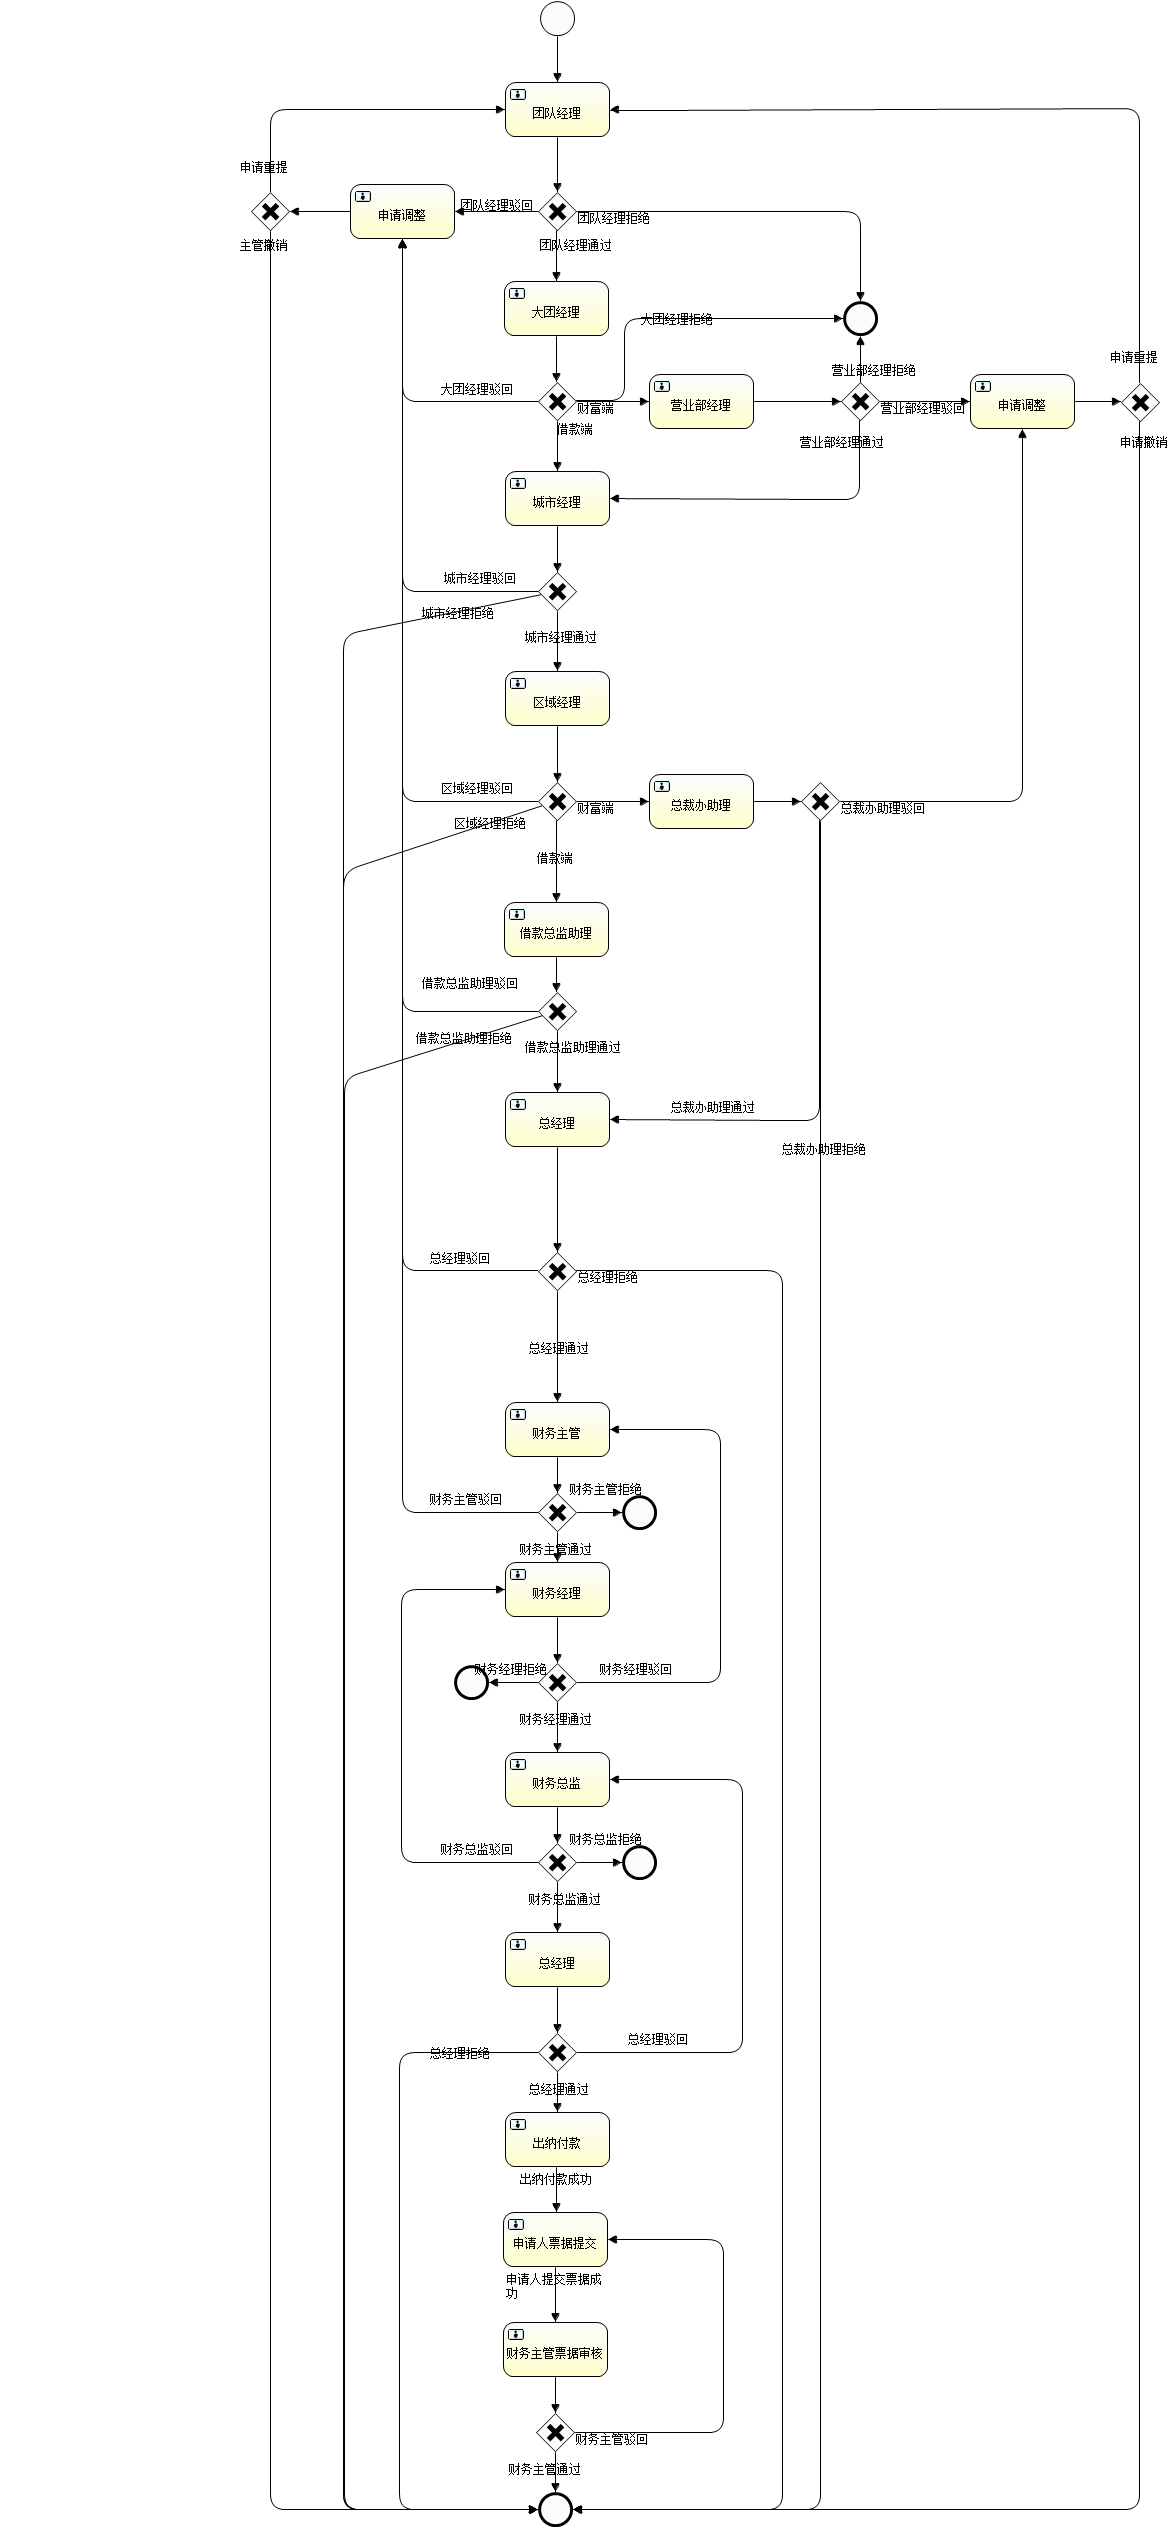 团队经理
申请重提
申请调整
团队经理驳回
团队经理拒绝
主管撤销
团队经理通过
大团经理
大团经理拒绝
申请重提
营业部经理拒绝
大团经理驳回
财富端
营业部经理
营业部经理驳回
申请调整
借款端
营业部经理通过
申请撤销
城市经理
城市经理驳回
城市经理拒绝
城市经理通过
区域经理
区域经理驳回
财富端
总裁办助理
总裁办助理驳回
区域经理拒绝
借款端
借款总监助理
借款总监助理驳回
借款总监助理拒绝
借款总监助理通过
总经理
总裁办助理通过
总裁办助理拒绝
总经理驳回
总经理拒绝
总经理通过
财务主管
财务主管驳回
财务主管拒绝
财务主管通过
财务经理
财务经理拒绝
财务经理驳回
财务经理通过
财务总监
财务总监驳回
财务总监拒绝
财务总监通过
总经理
总经理拒绝
总经理驳回
总经理通过
出纳付款
出纳付款成功
申请人票据提交
申请人提交票据成
功
财务主管票据审核
财务主管驳回
财务主管通过